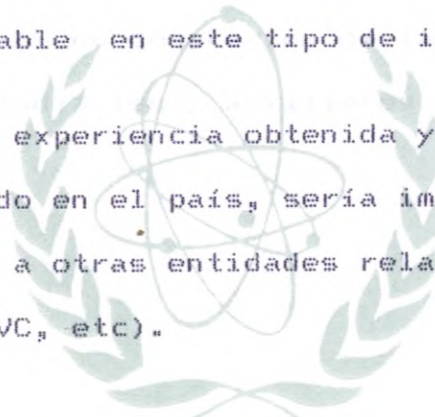 able en este tipo de i
experiencia obtenida y
do en el país, sería im
a otras entidades rela
VC, etc).